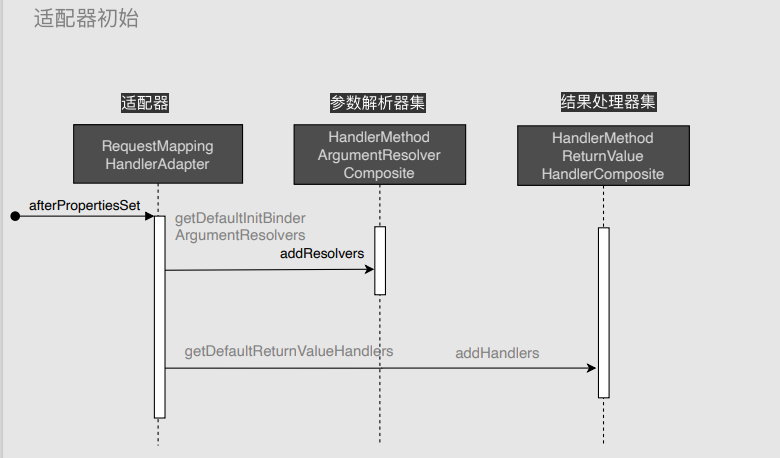 适配器初始
适配器
参数解析器集
结果处理器集
RequestMapping
HandlerAdapter
HandlerMethod
ArgumentResolver
Composite
HandlerMethod
ReturnValue
HandlerComposite
afterPropertiesSet
getDefaultInitBinder
ArgumentResolvers
addResolvers
getDefaultReturnValueHandlers
addHandlers